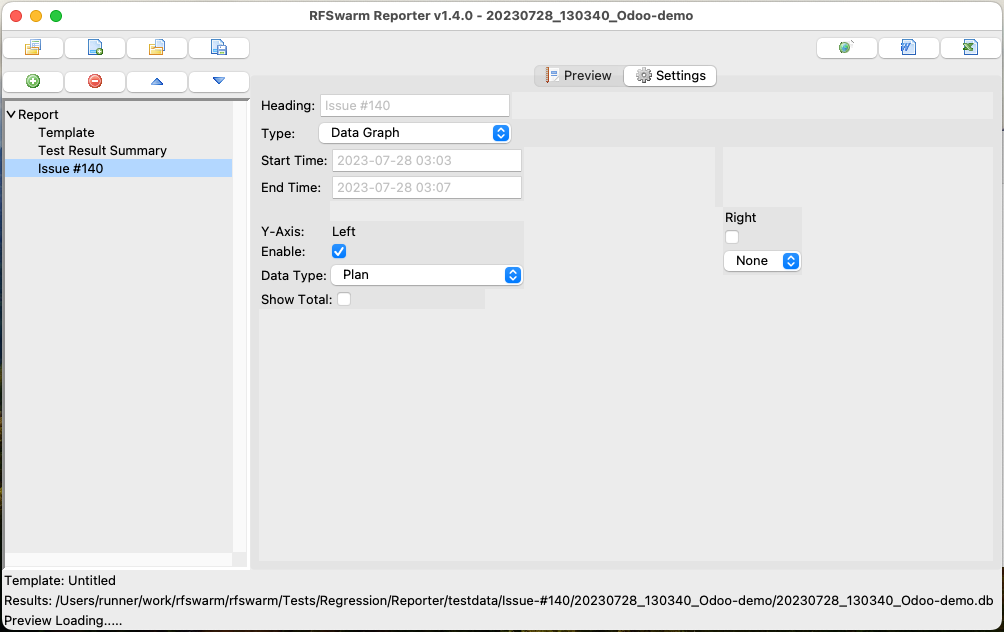 RFSwarm Reporter v1.4.0 - 20230728_130340_Odoo-demo
Preview
Settings
Report
Template
Test Result Summary
Issue #140
Heading: Issue #140
Type: Data Graph
Start Time: 2023-07-28 03:03
End Time: 2023-07-28 03:07
Y-Axis: Left Right
Enable:
Data Type: Plan None
Show Total:
Template: Untitled
Results: /Users/runner/work/rfswarm/rfswarm/Tests/Regression/Reporter/testdata/Issue-#140/20230728_130340_Odoo-demo/20230728_130340_Odoo-demo.db
Preview Loading.....